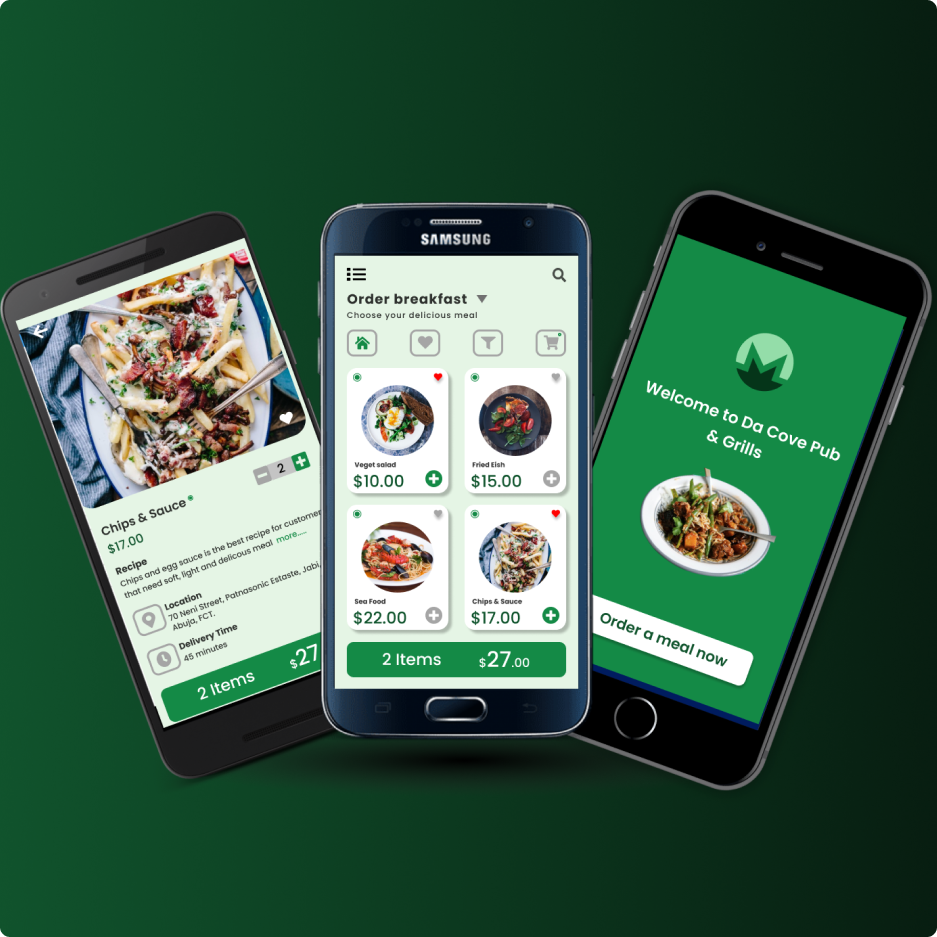 Chips & Sauce
$17.00
2
Recipe
Chips and egg sauce is the best recipe for customer
that need soft, light and delicous meal more.....
Location
70 Neni Street, Patnasonic Estaste, Jabi,
Abuja, FCT.
Delivery Time
45 minutes
2 Items $27
SAMSUNG
Order breakfast
Choose your delicious meal
Veget salad
$10.00
Fried Eish
$15.00
Sea Food
$22.00
Chips & Sauce
$17.00
2 Items $27.00
Welcome to Da Cove Pub
& Grills
Order a meal now